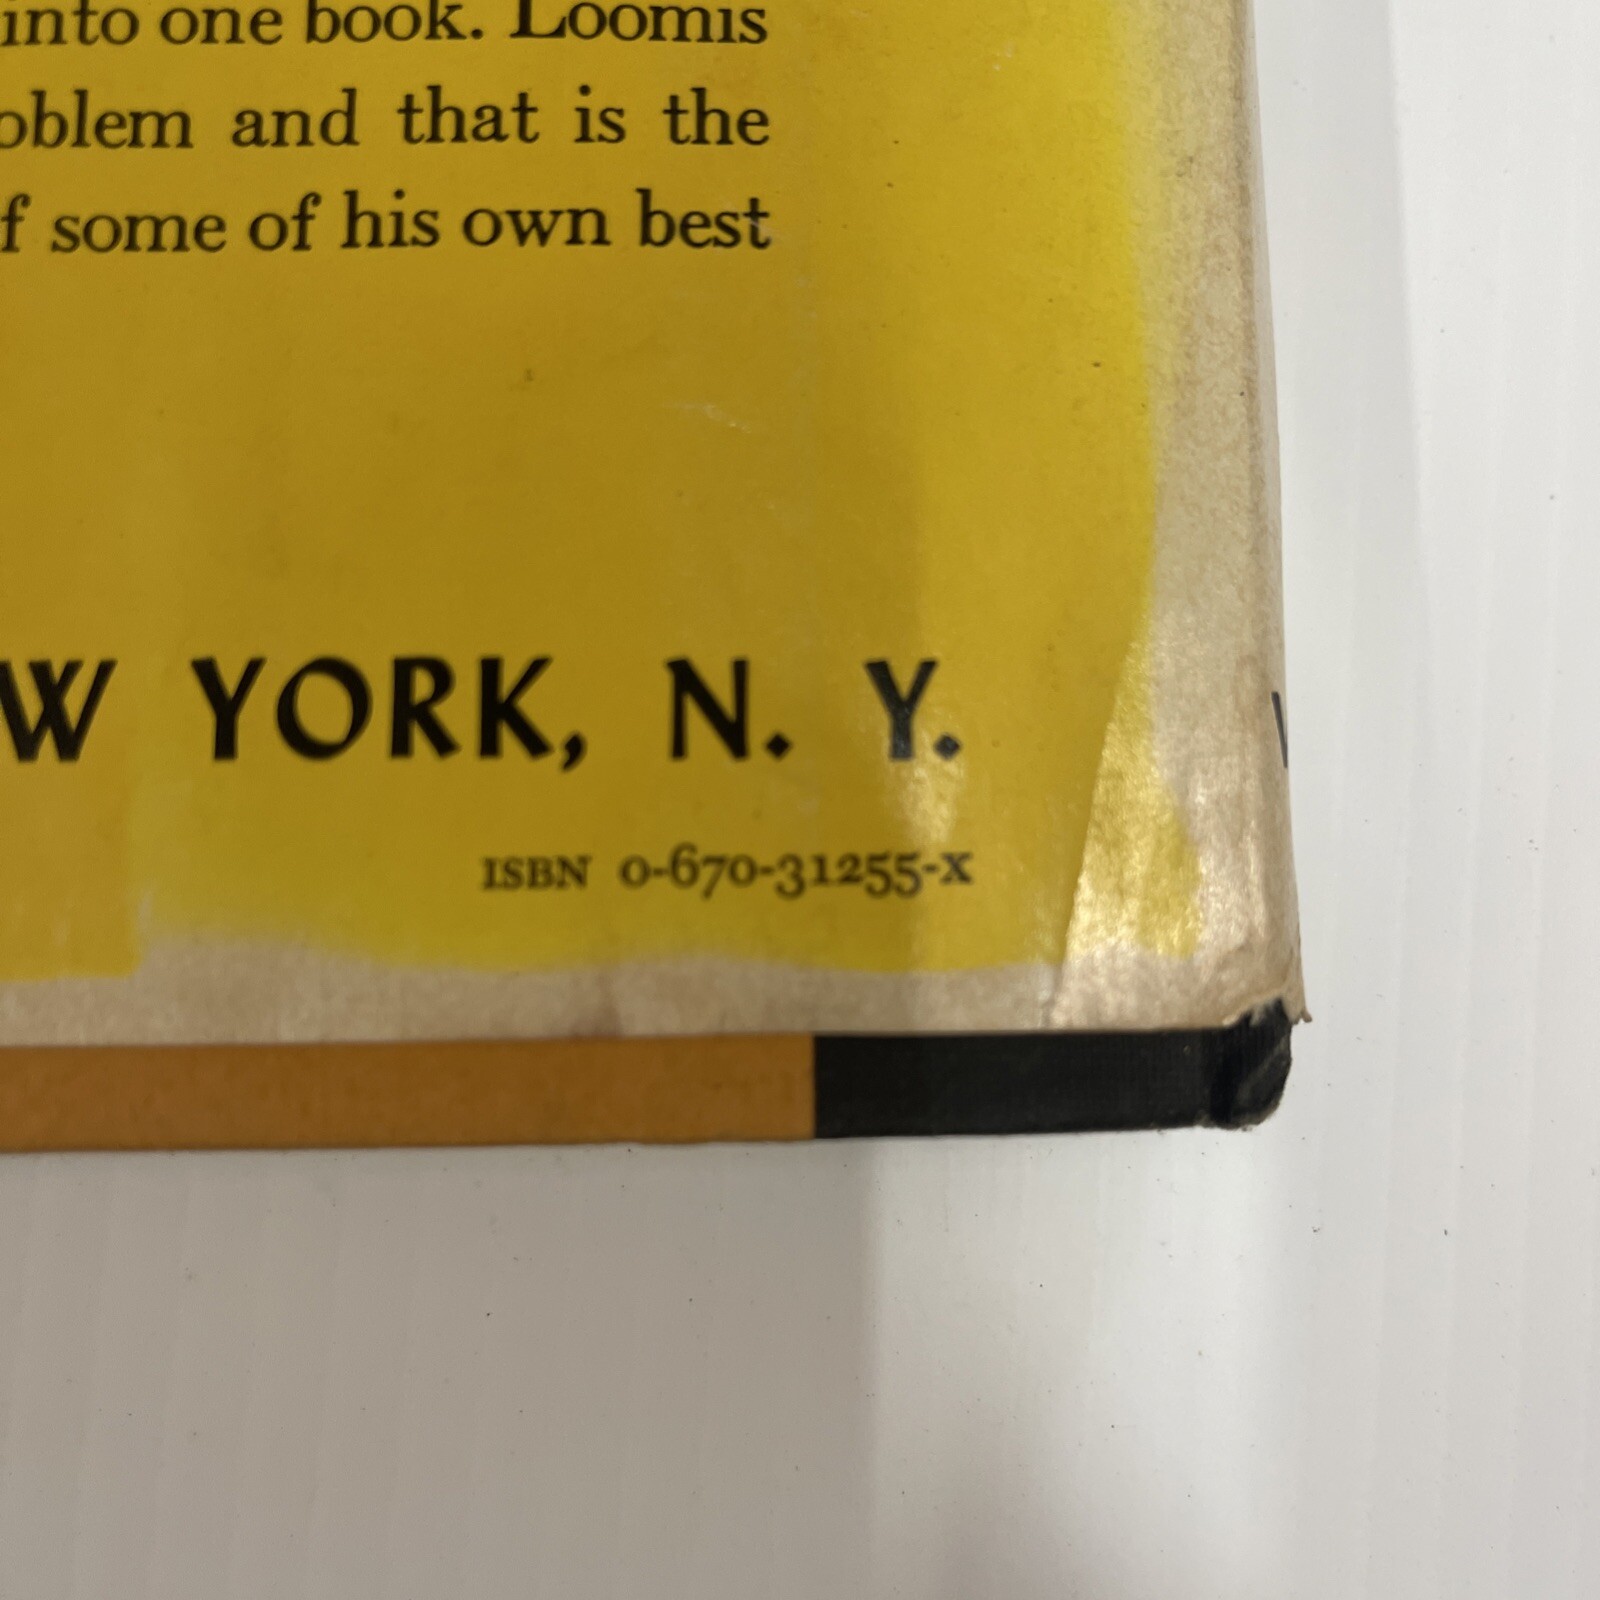 into one book. Loomis
oblem and that is the
f some of his own best
W YORK, N. Y.
ISBN 0-670-31255-X